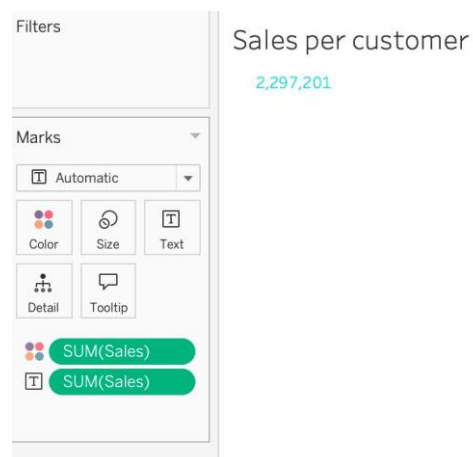 Filters
Sales per customer
2,297,201
Marks
T Automatic
Color Size T Text
Detail Tooltip
SUM(Sales)
T SUM(Sales)